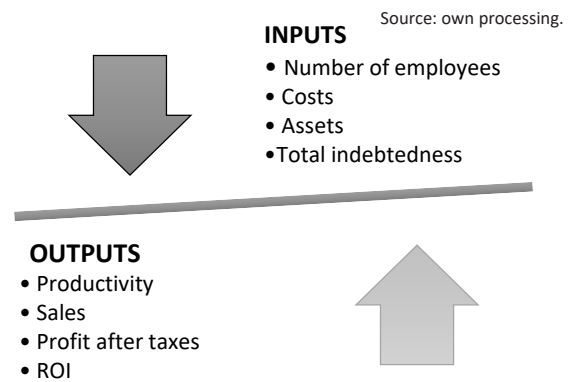 Source: own processing.
INPUTS
• Number of employees
• Costs
• Assets
•Total indebtedness
OUTPUTS
• Productivity
• Sales
• Profit after taxes
• ROI